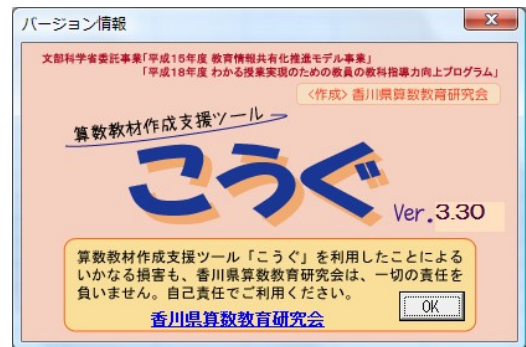 バージョン情報
文部科学省委託事業「平成15年度 教育情報共有化推進モデル事業」
「平成18年度 わかる授業実現のための教員の教科指導力向上プログラム」
<作成> 香川県算数教育研究会
算数教材作成支援ツール
こうぐ
Ver.3.30
算数教材作成支援ツール「こうぐ」を利用したことによる
いかなる損害も、香川県算数教育研究会は、一切の責任を
負いません。自己責任でご利用ください。
OK
香川県算数教育研究会